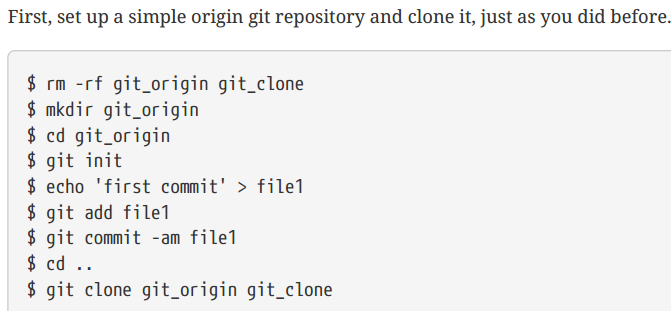 First, set up a simple origin git repository and clone it, just as you did before.
$ rm -rf git_origin git_clone
$ mkdir git_origin
$ cd git_origin
$ git init
$ echo 'first commit' > file1
$ git add file1
$ git commit -am file1
$ cd ..
$ git clone git_origin git_clone